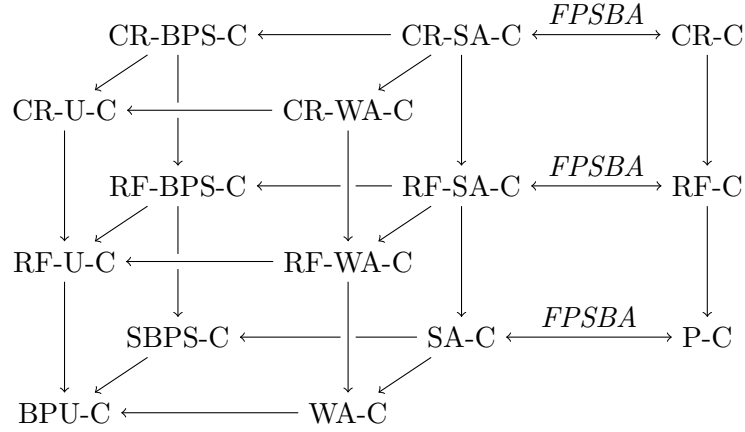 CR-BPS-C CR-SA-C FPSBA CR-C
CR-U-C CR-WA-C
RF-BPS-C RF-SA-C FPSBA RF-C
RF-U-C RF-WA-C
SBPS-C SA-C FPSBA P-C
BPU-C WA-C